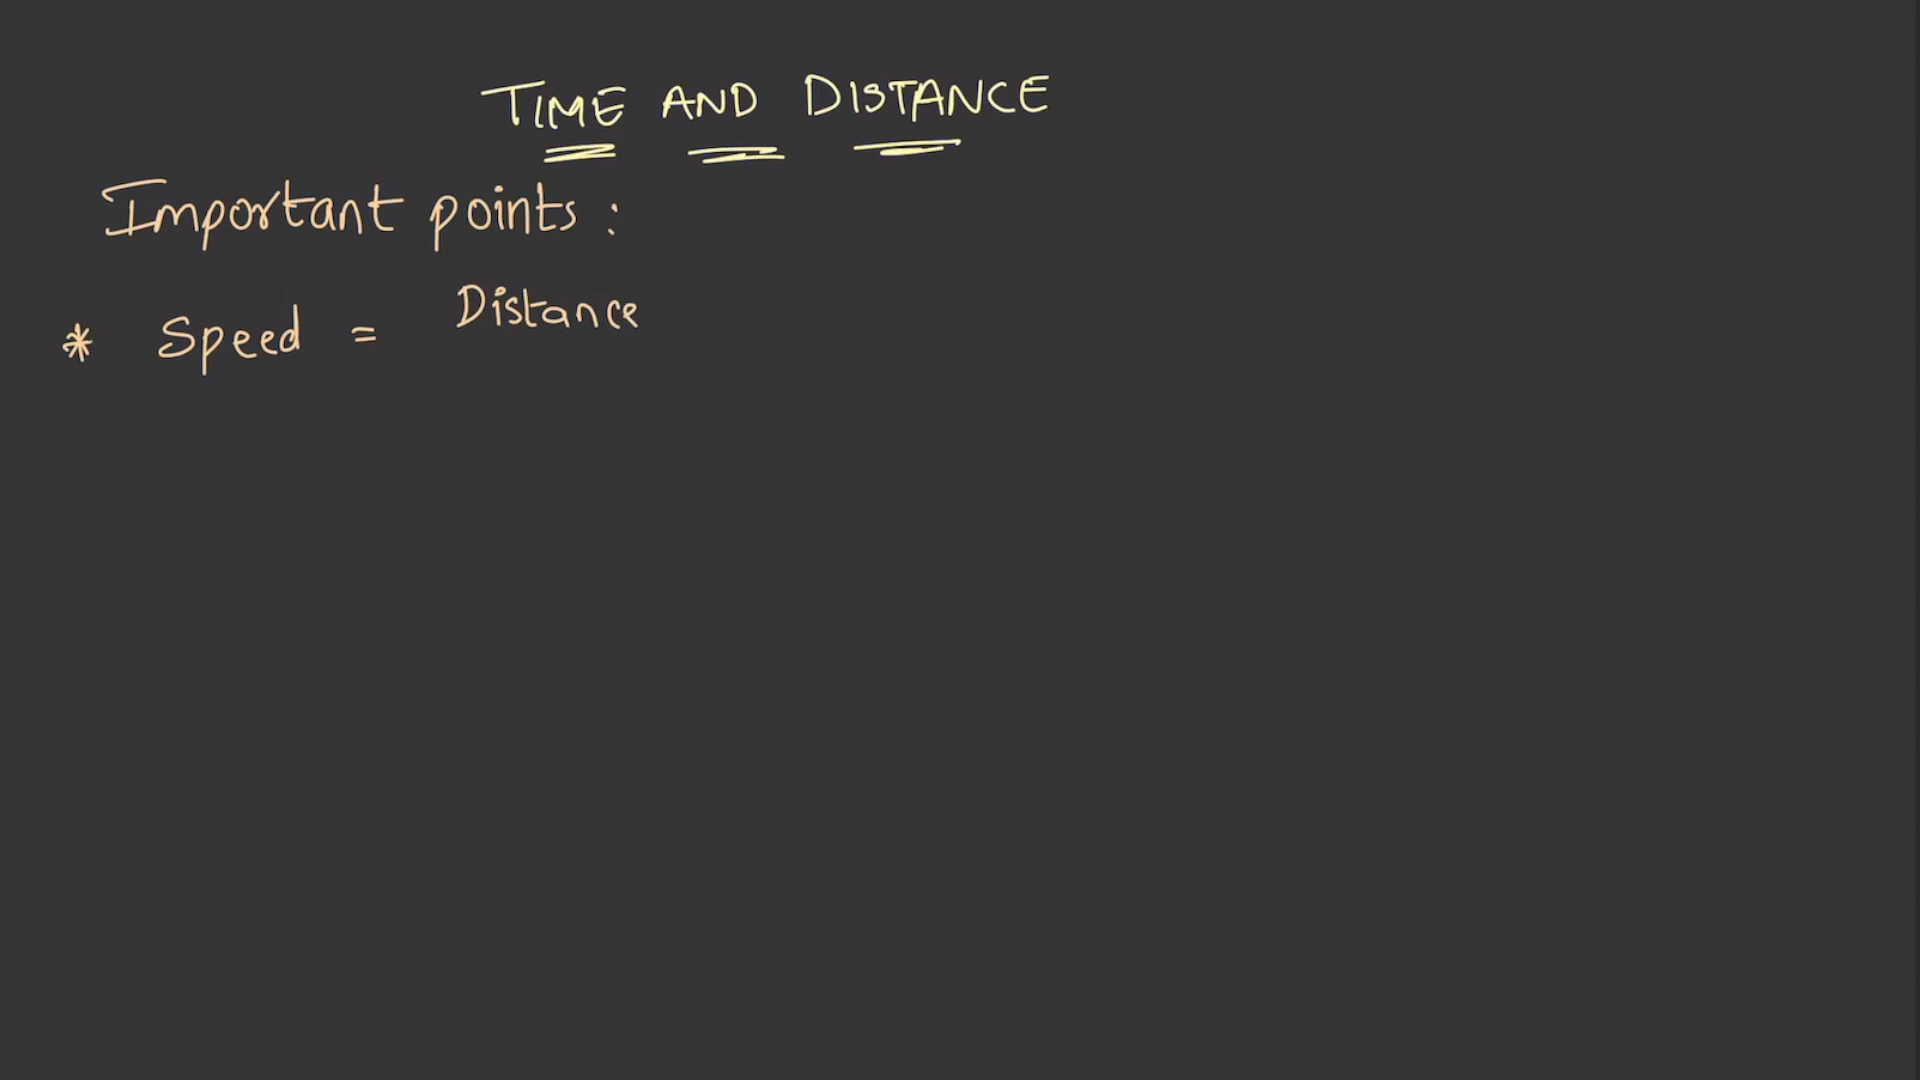 TIME AND DISTANCE
Important points :
* Speed = Distance